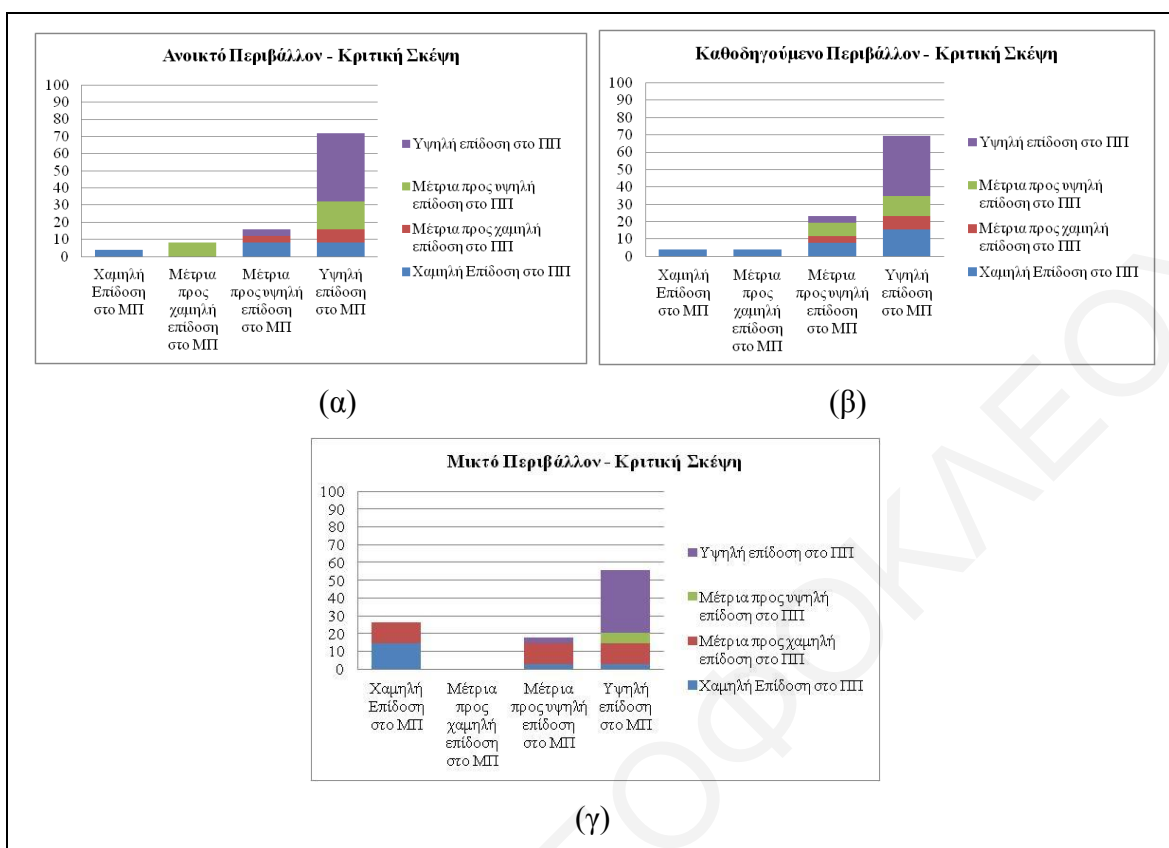 Ανοικτό Περιβάλλον - Κριτική Σκέψη
100
90
80
70
60
50
40
30
20
10
0
Χαμηλή
Επίδοση
στο ΜΠ
Μέτρια
προς
χαμηλή
επίδοση
στο ΜΠ
Μέτρια
προς υψηλή
επίδοση
στο ΜΠ
Υψηλή
επίδοση
στο ΜΠ
Υψηλή επίδοση στο ΠΠ
Μέτρια προς υψηλή
επίδοση στο ΠΠ
Μέτρια προς χαμηλή
επίδοση στο ΠΠ
Χαμηλή Επίδοση στο ΠΠ
(α)
Καθοδηγούμενο Περιβάλλον - Κριτική Σκέψη
100
90
80
70
60
50
40
30
20
10
0
Χαμηλή
Επίδοση
στο ΜΠ
Μέτρια
προς
χαμηλή
επίδοση
στο ΜΠ
Μέτρια
προς υψηλή
επίδοση
στο ΜΠ
Υψηλή
επίδοση
στο ΜΠ
Υψηλή επίδοση στο ΠΠ
Μέτρια προς υψηλή
επίδοση στο ΠΠ
Μέτρια προς χαμηλή
επίδοση στο ΠΠ
Χαμηλή Επίδοση στο ΠΠ
(β)
Μικτό Περιβάλλον - Κριτική Σκέψη
100
90
80
70
60
50
40
30
20
10
0
Χαμηλή
Επίδοση
στο ΜΠ
Μέτρια
προς
χαμηλή
επίδοση
στο ΜΠ
Μέτρια
προς υψηλή
επίδοση
στο ΜΠ
Υψηλή
επίδοση
στο ΜΠ
Υψηλή επίδοση στο ΠΠ
Μέτρια προς υψηλή
επίδοση στο ΠΠ
Μέτρια προς χαμηλή
επίδοση στο ΠΠ
Χαμηλή Επίδοση στο ΠΠ
(γ)